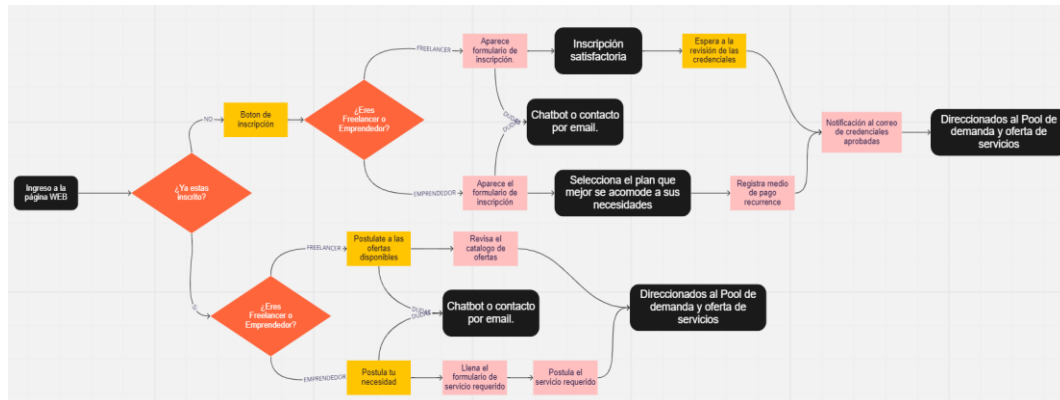 FREELANCER
Aparece
formulario de
inscripción.
Inscripción
satisfactoria
Espera a la
revisión de las
credenciales
NO
Boton de
inscripción
¿Eres
Freelancer o
Emprendedor?
DUDAS
DUDAS
Chatbot o contacto
por email.
Notificación al correo
de credenciales
aprobadas
Direccionados al Pool de
demanda y oferta de
servicios
Ingreso a la
página WEB
¿Ya estas
inscrito?
EMPRENDEDOR
Aparece el
formulario de
inscripción
Selecciona el plan que
mejor se acomode a sus
necesidades
Registra medio
de pago
recurrence
SI
FREELANCER
Postulate a las
ofertas
disponibles
Revisa el
catalogo de
ofertas
¿Eres
Freelancer o
Emprendedor?
DUDAS
DUDAS
Chatbot o contacto
por email.
Direccionados al Pool de
demanda y oferta de
servicios
EMPRENDEDOR
Postula tu
necesidad
Llena el
formulario de
servicio requerido
Postula el
servicio requerido